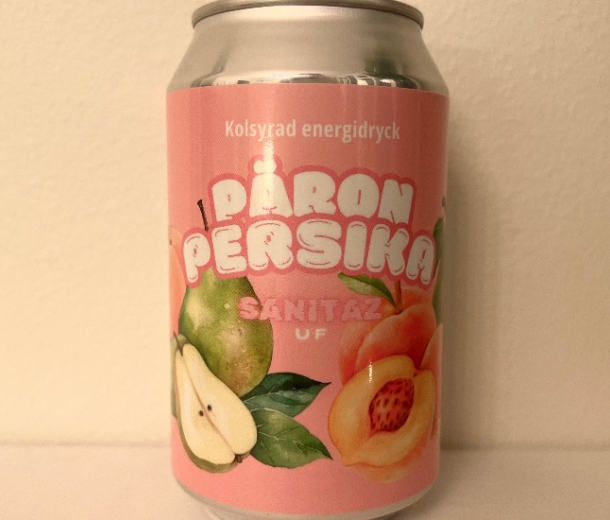 Kolsyrad energidryck
PÄRON
PERSIKA
SANITAZ
UF